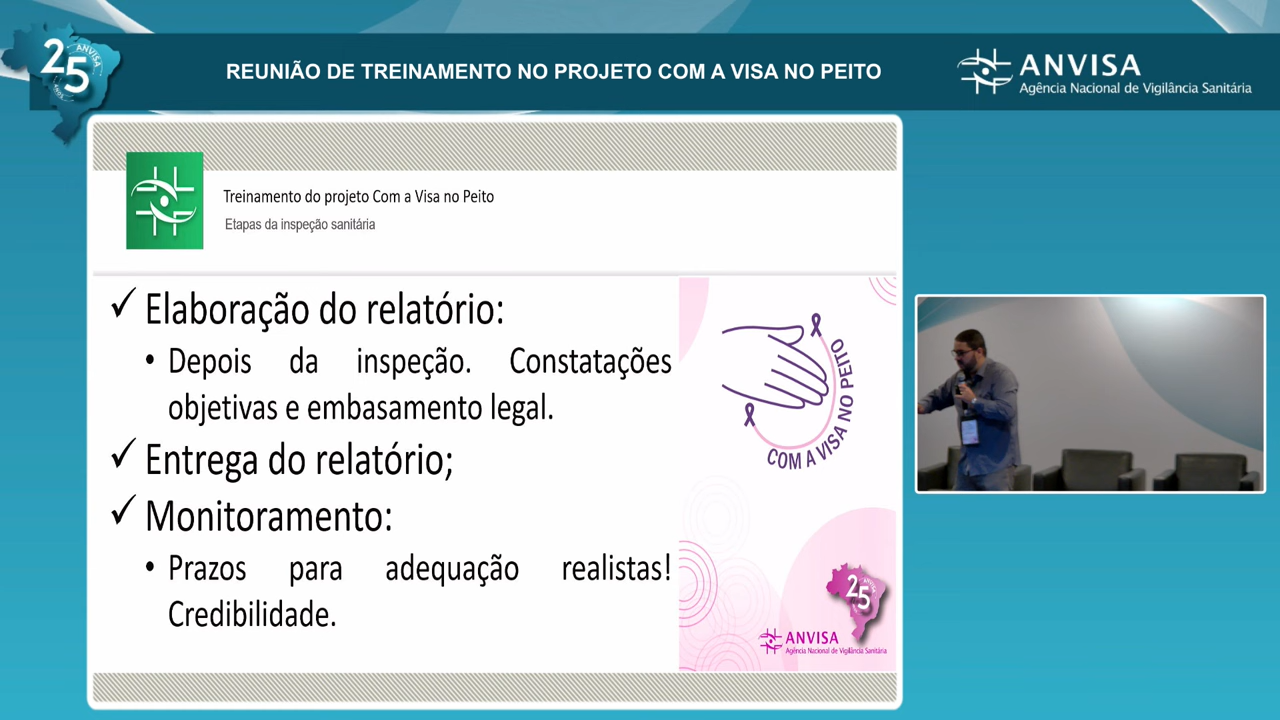 25
ANVISA
ANOS
REUNIÃO DE TREINAMENTO NO PROJETO COM A VISA NO PEITO
ANVISA
Agência Nacional de Vigilância Sanitária
Treinamento do projeto Com a Visa no Peito
Etapas da inspeção sanitária
✓ Elaboração do relatório:
• Depois da inspeção. Constatações
objetivas e embasamento legal.
✓ Entrega do relatório;
✓ Monitoramento:
• Prazos para adequação realistas!
Credibilidade.
COM A VISA NO PEITO
25
ANVISA
Agência Nacional de Vigilância Sanitária